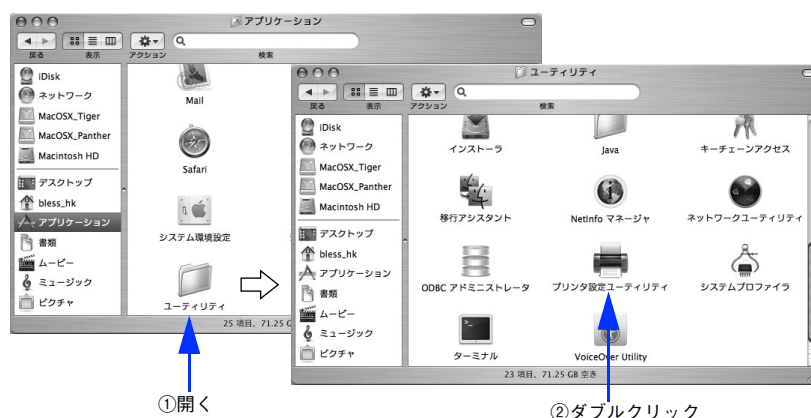 アプリケーション
戻る 表示 アクション 検索
iDisk
ネットワーク
MacOSX_Tiger
MacOSX_Panther
Macintosh HD
デスクトップ
bless_hk
アプリケーション
書類
ムービー
ミュージック
ピクチャ
Mail
Safari
システム環境設定
ユーティリティ
25 項目、71.25 G
①開く
ユーティリティ
戻る 表示 アクション 検索
iDisk
ネットワーク
MacOSX_Tiger
MacOSX_Panther
Macintosh HD
デスクトップ
bless_hk
アプリケーション
書類
ムービー
ミュージック
ピクチャ
インストーラ Java キーチェーンアクセス
移行アシスタント NetInfo マネージャ ネットワークユーティリティ
ODBC アドミニストレータ プリンタ設定ユーティリティ システムプロファイラ
ターミナル VoiceOver Utility
23 項目、71.25 GB 空き
②ダブルクリック